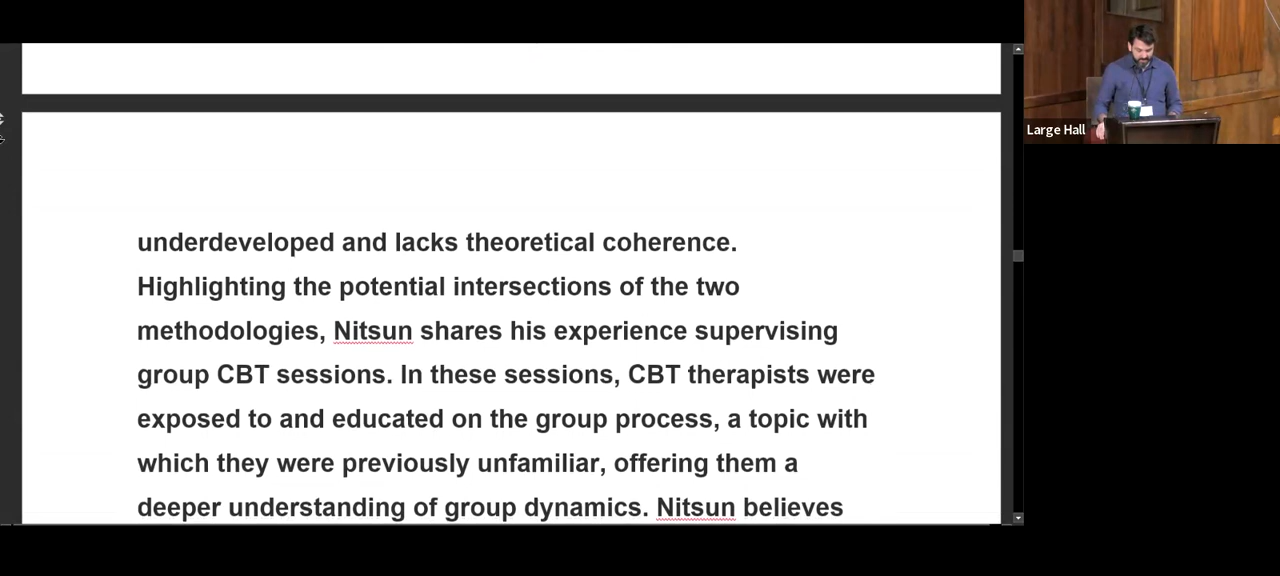 underdeveloped and lacks theoretical coherence.
Highlighting the potential intersections of the two
methodologies, Nitsun shares his experience supervising
group CBT sessions. In these sessions, CBT therapists were
exposed to and educated on the group process, a topic with
which they were previously unfamiliar, offering them a
deeper understanding of group dynamics. Nitsun believes
Large Hall